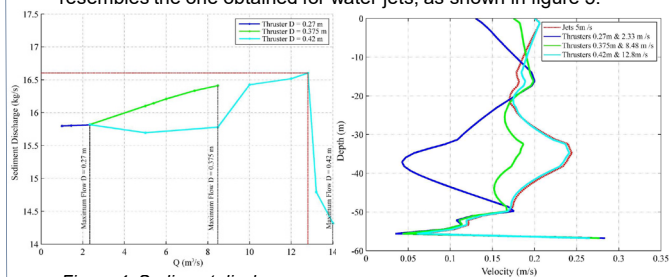 resembles the one obtained for water jets, as shown in figure
17.5
17
16.5
16
15.5
15
14.5
14
Sediment Discharge (kg/s)
Thruster D = 0.27 m
Thruster D = 0.375 m
Thruster D = 0.42 m
Maximum Flow D = 0.27 m
Maximum Flow D = 0.375 m
Maximum Flow D = 0.42 m
0 2 4 6 8 10 12 14
Q (m³/s)
0
-10
-20
-30
-40
-50
-60
Depth (m)
Jets 5m /s
Thrusters 0.27m & 2.33 m /s
Thrusters 0.375m & 8.48 m /s
Thrusters 0.42m & 12.8m /s
0 0.05 0.1 0.15 0.2 0.25 0.3 0.35
Velocity (m/s)